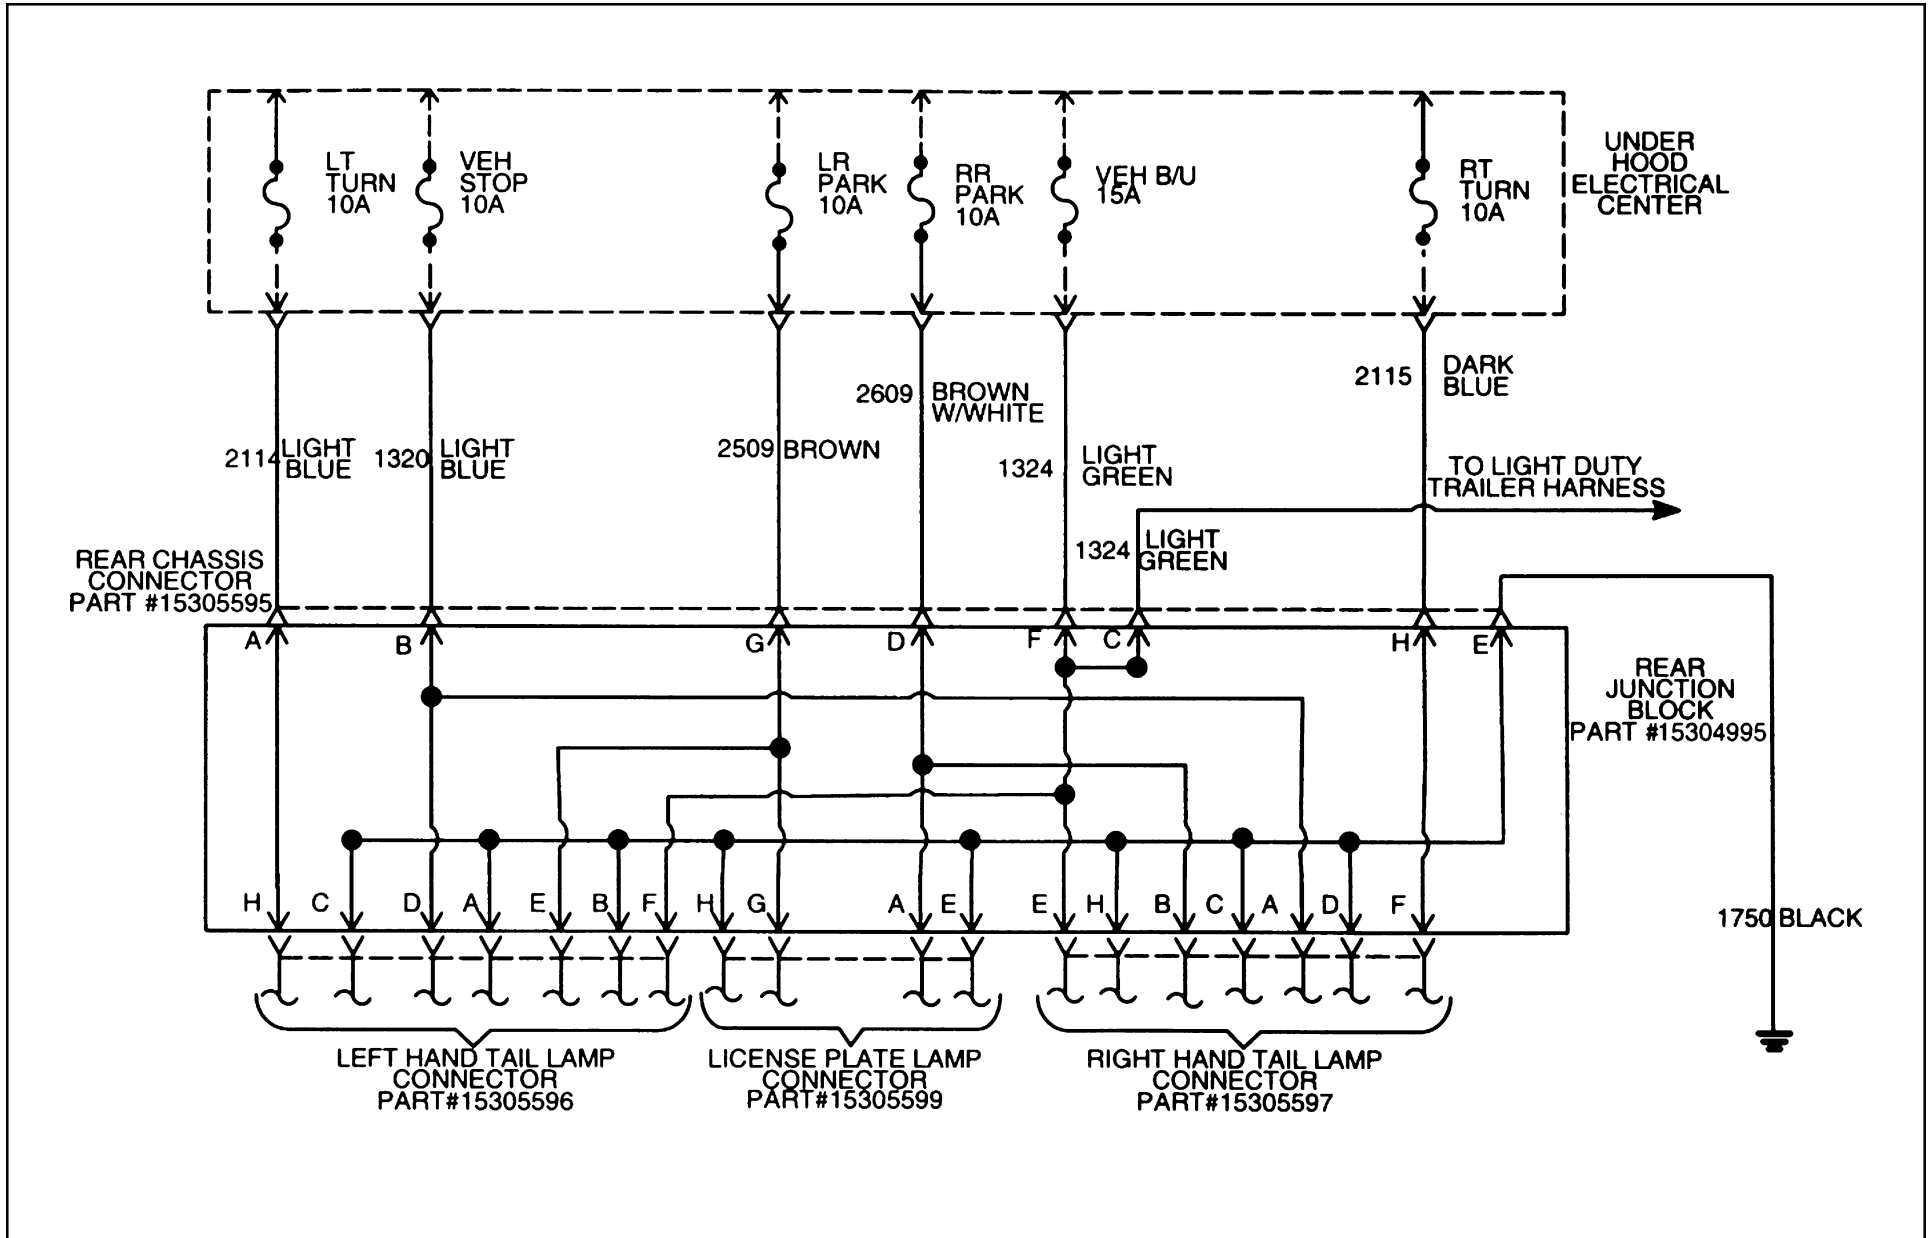 LT
TURN
10A
VEH
STOP
10A
LR
PARK
10A
RR
PARK
10A
VEH B/U
15A
RT
TURN
10A
UNDER
HOOD
ELECTRICAL
CENTER
2114
LIGHT
BLUE
1320
LIGHT
BLUE
2509 BROWN
2609
BROWN
W/WHITE
1324
LIGHT
GREEN
2115
DARK
BLUE
TO LIGHT DUTY
TRAILER HARNESS
1324
LIGHT
GREEN
REAR CHASSIS
CONNECTOR
PART #15305595
A B G D F C H E
REAR
JUNCTION
BLOCK
PART #15304995
H C D A E B F H G A E E H B C A D F
1750 BLACK
LEFT HAND TAIL LAMP
CONNECTOR
PART#15305596
LICENSE PLATE LAMP
CONNECTOR
PART#15305599
RIGHT HAND TAIL LAMP
CONNECTOR
PART#15305597